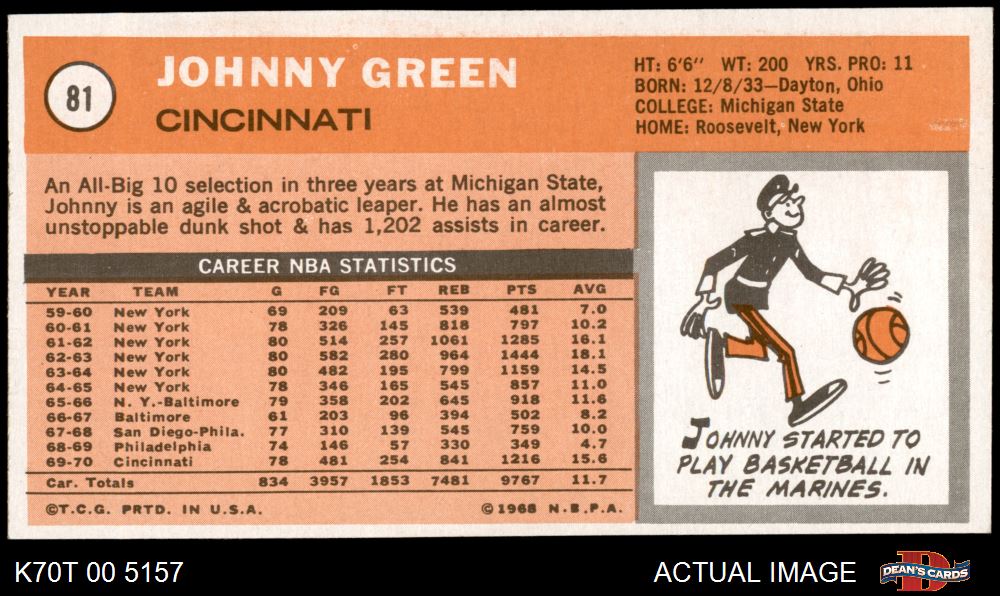 81
JOHNNY GREEN
CINCINNATI
HT: 6'6" WT: 200 YRS. PRO: 11
BORN: 12/8/33—Dayton, Ohio
COLLEGE: Michigan State
HOME: Roosevelt, New York
An All-Big 10 selection in three years at Michigan State,
Johnny is an agile & acrobatic leaper. He has an almost
unstoppable dunk shot & has 1,202 assists in career.
CAREER NBA STATISTICS
YEAR TEAM G FG FT REB PTS AVG
59-60 New York 69 209 63 539 481 7.0
60-61 New York 78 326 145 818 797 10.2
61-62 New York 80 514 257 1061 1285 16.1
62-63 New York 80 582 280 964 1444 18.1
63-64 New York 80 482 195 799 1159 14.5
64-65 New York 78 346 165 545 857 11.0
65-66 N. Y.-Baltimore 79 358 202 645 918 11.6
66-67 Baltimore 61 203 96 394 502 8.2
67-68 San Diego-Phila. 77 310 139 545 759 10.0
68-69 Philadelphia 74 146 57 330 349 4.7
69-70 Cincinnati 78 481 254 841 1216 15.6
Car. Totals 834 3957 1853 7481 9767 11.7
©T.C.G. PRTD. IN U.S.A. ©1968 N.B.P.A.
JOHNNY STARTED TO
PLAY BASKETBALL IN
THE MARINES.
K70T 00 5157
ACTUAL IMAGE
D
DEAN'S CARDS